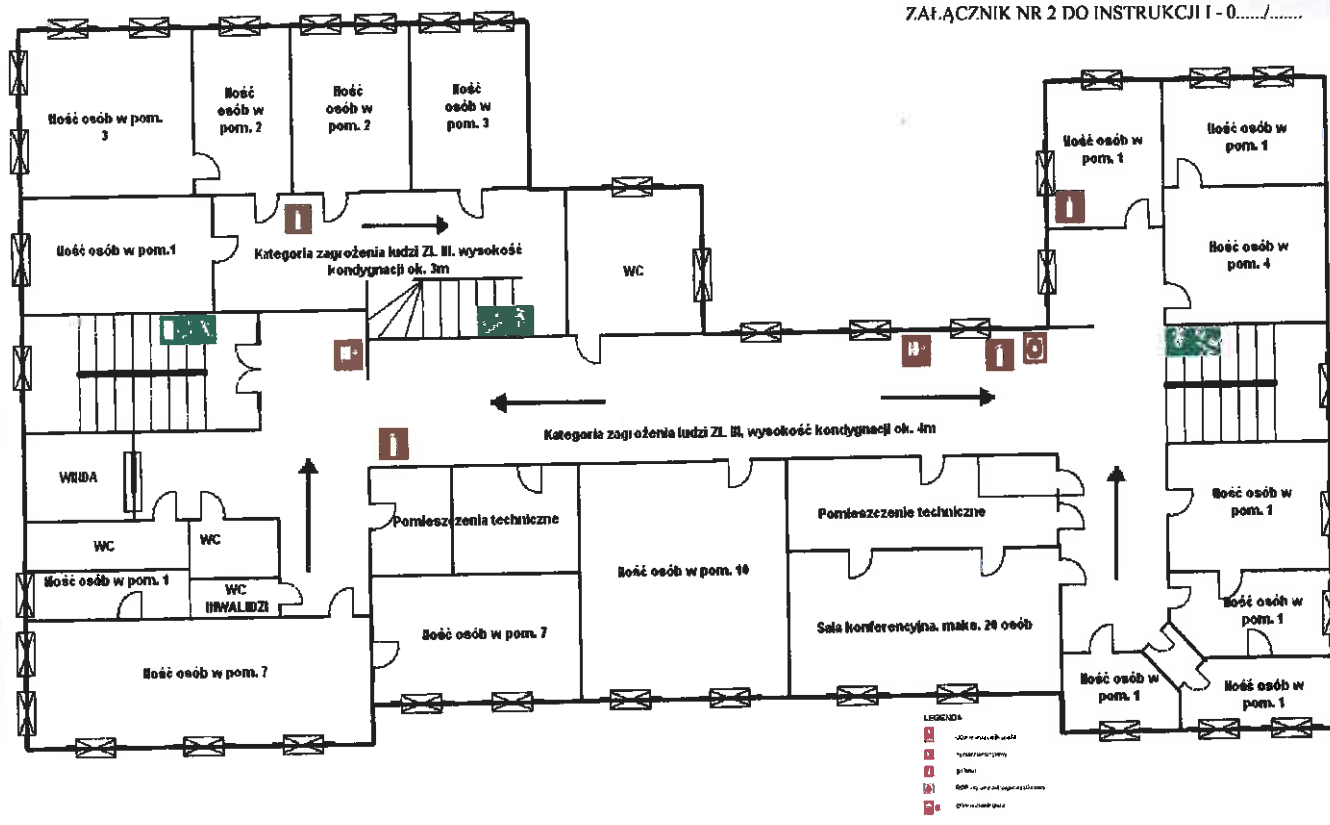 ZAŁĄCZNIK NR 2 DO INSTRUKCJI I - 0....../.......
Ilość osób w pom.
3
Ilość
osób w
pom. 2
Ilość
osób w
pom. 2
Ilość
osób w
pom. 3
Ilość osób w
pom. 1
Ilość osób w
pom. 1
Ilość osób w pom.1
Kategoria zagrożenia ludzi ZL III, wysokość
kondygnacji ok. 3m
WC
Ilość osób w
pom. 4
Kategoria zagrożenia ludzi ZL III, wysokość kondygnacji ok. 4m
WINDA
WC
WC
Pomieszczenia techniczne
Pomieszczenie techniczne
Ilość osób w
pom. 1
Ilość osób w pom. 1
WC
INWALIDZI
Ilość osób w pom. 10
Ilość osób w
pom. 1
Ilość osób w pom. 7
Sala konferencyjna. maks. 20 osób
Ilość osób w pom. 7
Ilość osób w
pom. 1
Ilość osób w
pom. 1
LEGENDA